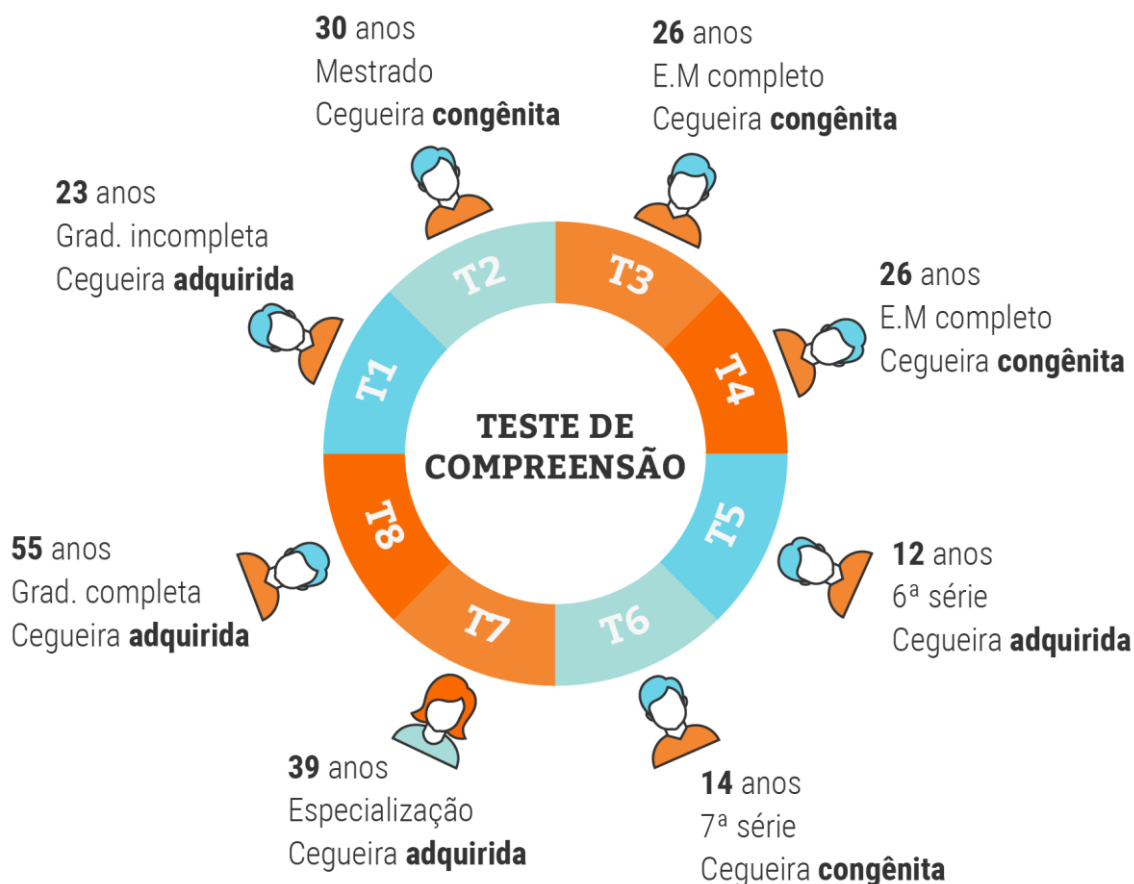 30 anos
Mestrado
Cegueira congênita
26 anos
E.M completo
Cegueira congênita
23 anos
Grad. incompleta
Cegueira adquirida
26 anos
E.M completo
Cegueira congênita
T1
T2
T3
T4
T5
T6
T7
T8
TESTE DE
COMPREENSÃO
55 anos
Grad. completa
Cegueira adquirida
12 anos
6ª série
Cegueira adquirida
39 anos
Especialização
Cegueira adquirida
14 anos
7ª série
Cegueira congênita